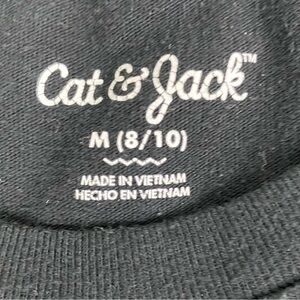 Cat & Jack™
M (8/10)
MADE IN VIETNAM
HECHO EN VIETNAM